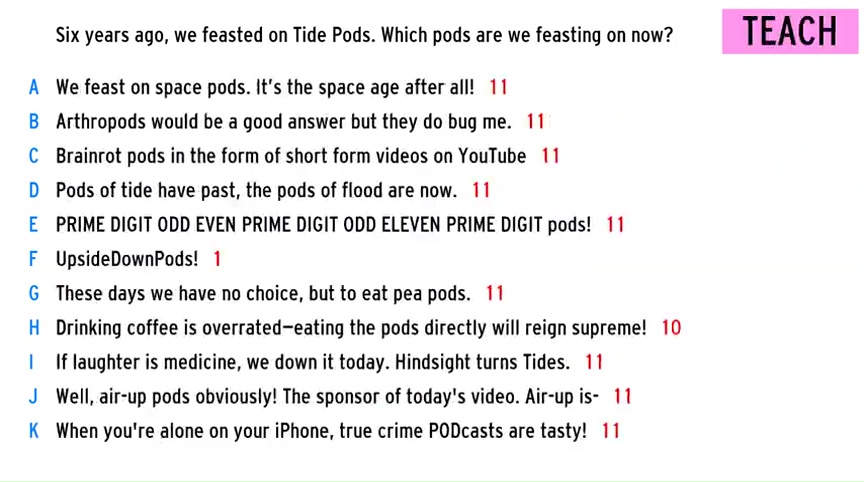 Six years ago, we feasted on Tide Pods. Which pods are we feasting on now?
TEACH
A We feast on space pods. It's the space age after all! 11
B Arthropods would be a good answer but they do bug me. 11
C Brainrot pods in the form of short form videos on YouTube 11
D Pods of tide have past, the pods of flood are now. 11
E PRIME DIGIT ODD EVEN PRIME DIGIT ODD ELEVEN PRIME DIGIT pods! 11
F UpsideDownPods! 1
G These days we have no choice, but to eat pea pods. 11
H Drinking coffee is overrated—eating the pods directly will reign supreme! 10
I If laughter is medicine, we down it today. Hindsight turns Tides. 11
J Well, air-up pods obviously! The sponsor of today's video. Air-up is- 11
K When you're alone on your iPhone, true crime PODcasts are tasty! 11